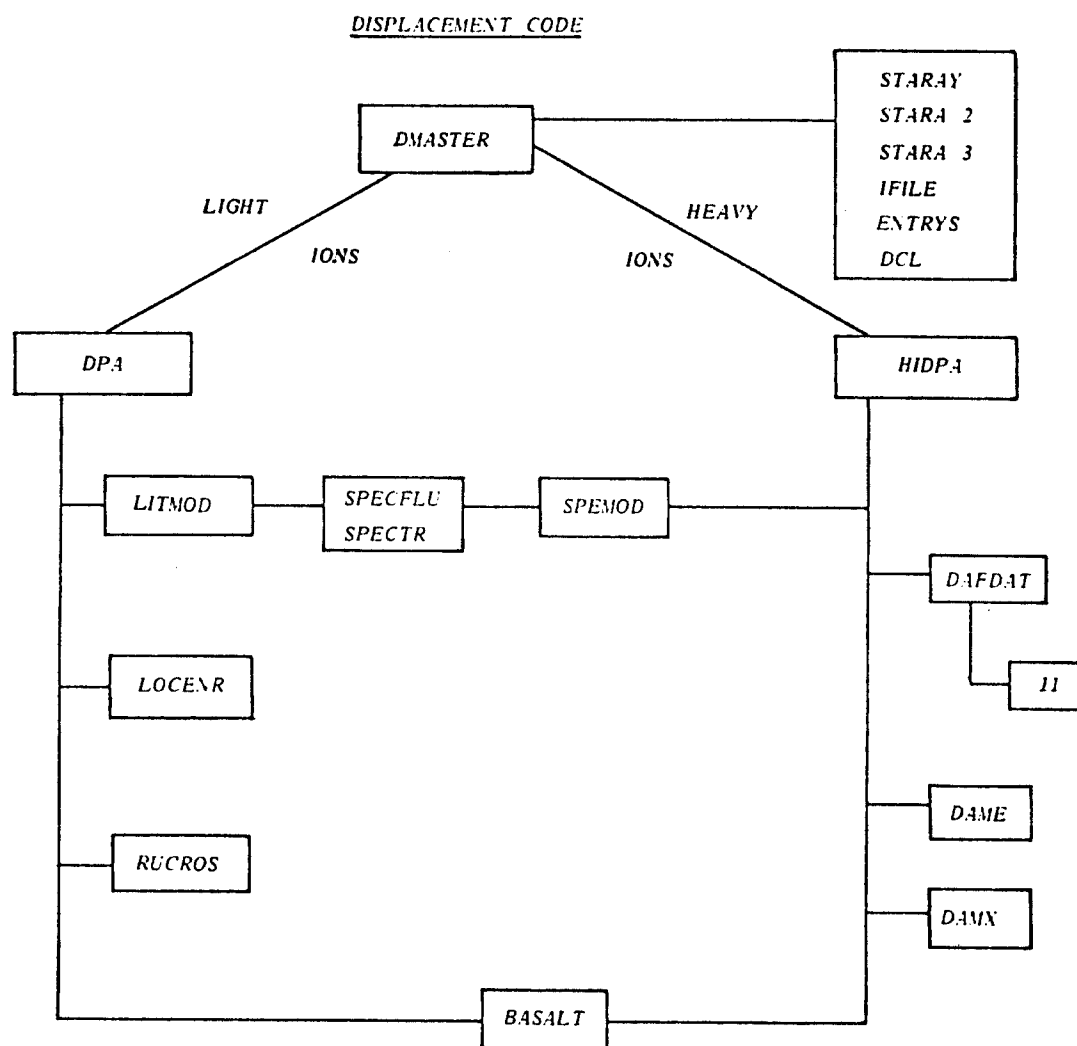 DISPLACEMENT CODE
STARAY
STARA 2
STARA 3
IFILE
ENTRYS
DCL
DMASTER
LIGHT
IONS
HEAVY
IONS
DPA
HIDPA
LITMOD
SPECFLU
SPECTR
SPEMOD
DAFDAT
11
LOCENR
DAME
RUCROS
DAMX
BASALT